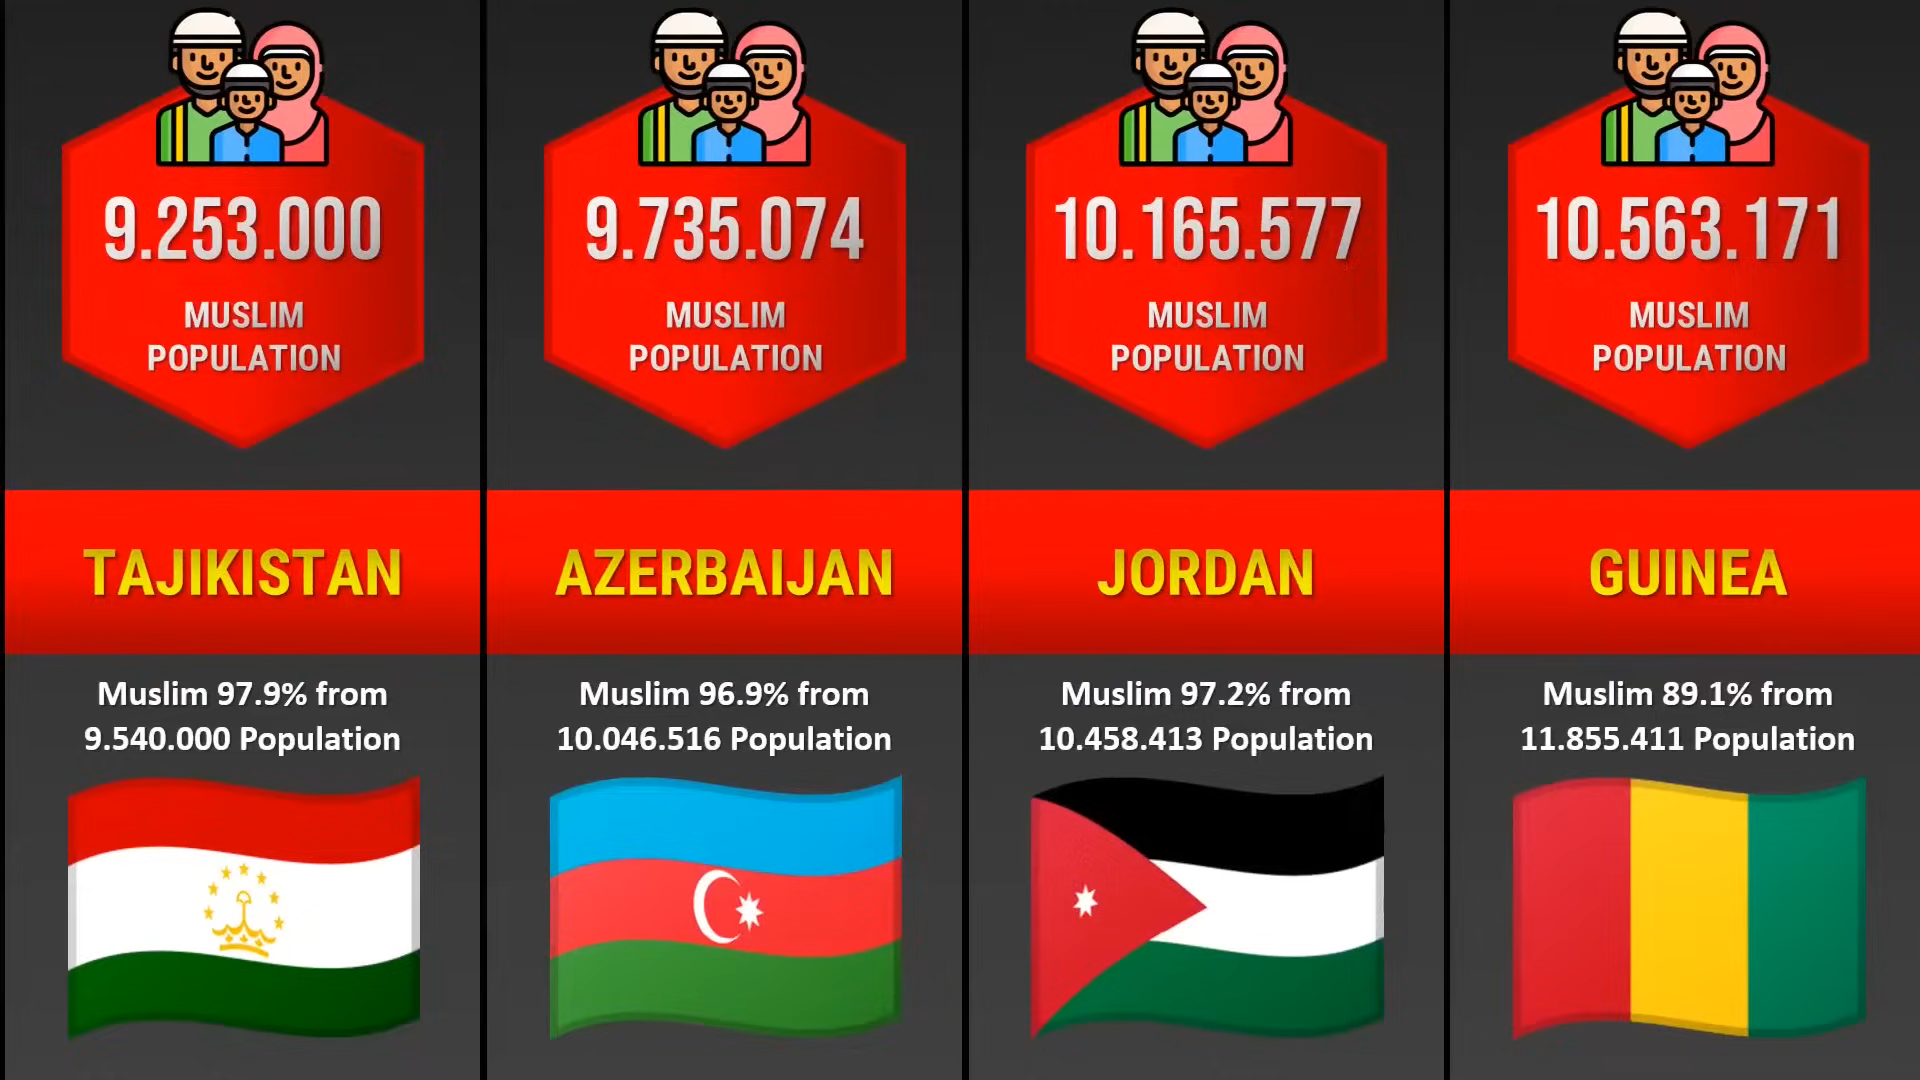 9.253.000
MUSLIM
POPULATION
TAJIKISTAN
Muslim 97.9% from
9.540.000 Population
9.735.074
MUSLIM
POPULATION
AZERBAIJAN
Muslim 96.9% from
10.046.516 Population
10.165.577
MUSLIM
POPULATION
JORDAN
Muslim 97.2% from
10.458.413 Population
10.563.171
MUSLIM
POPULATION
GUINEA
Muslim 89.1% from
11.855.411 Population